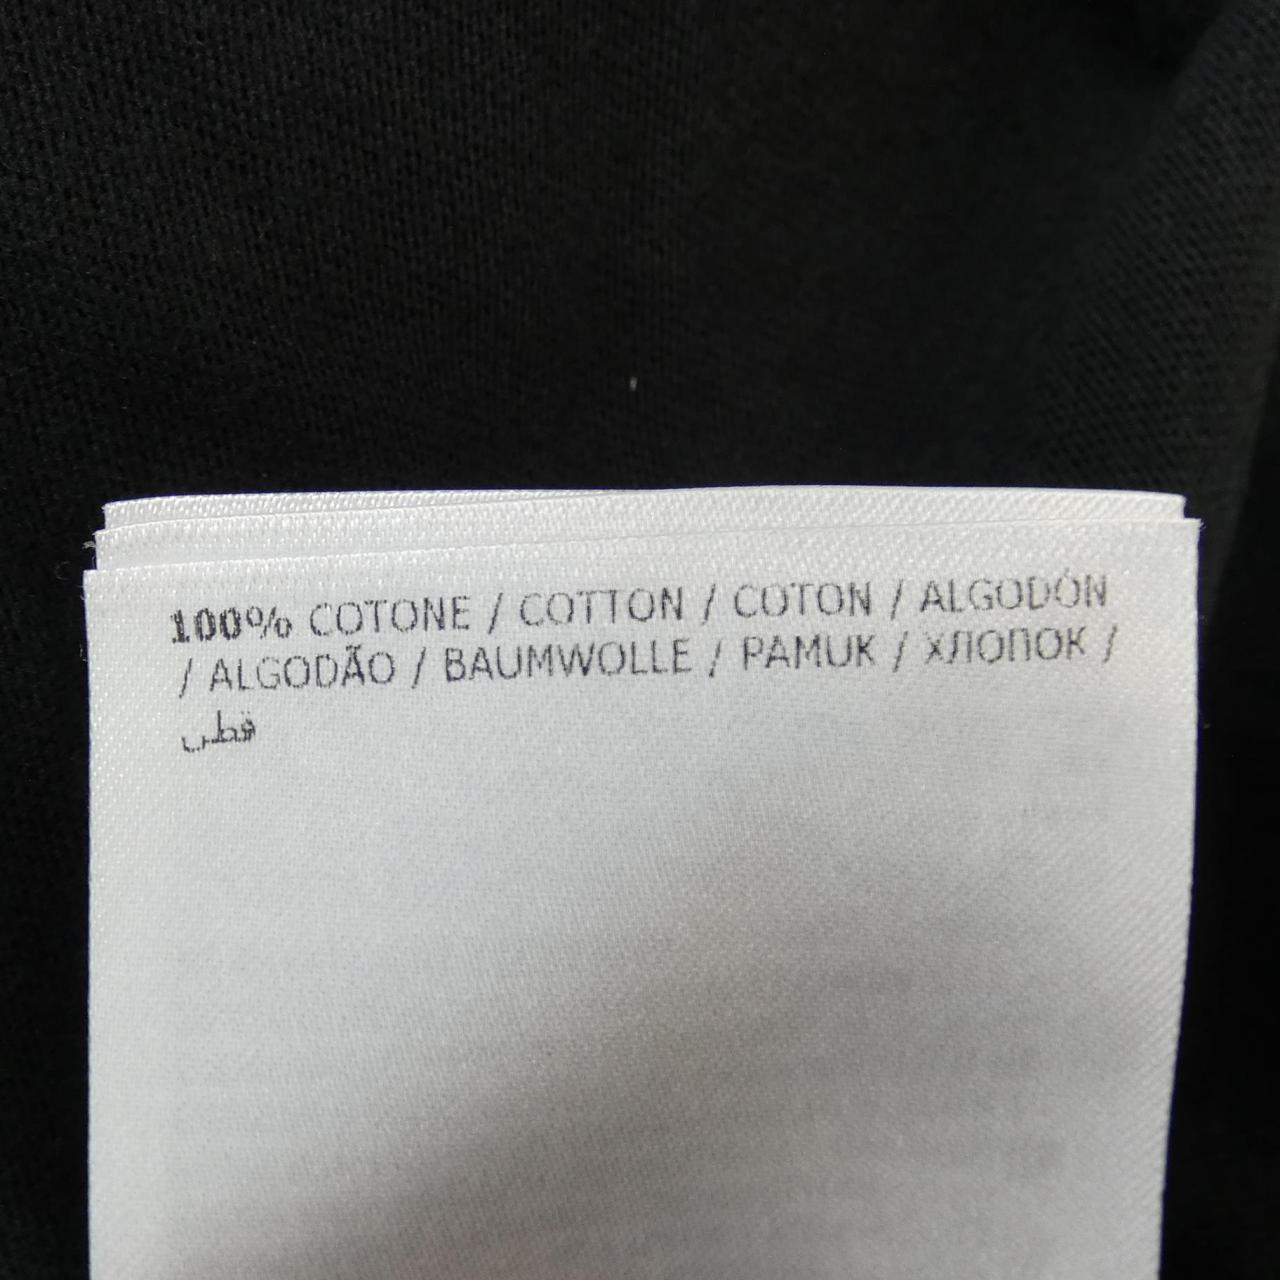 100% COTONE / COTTON / COTON / ALGODÓN
/ ALGODÃO / BAUMWOLLE / PAMUK / ХЛОПОК /
قطن